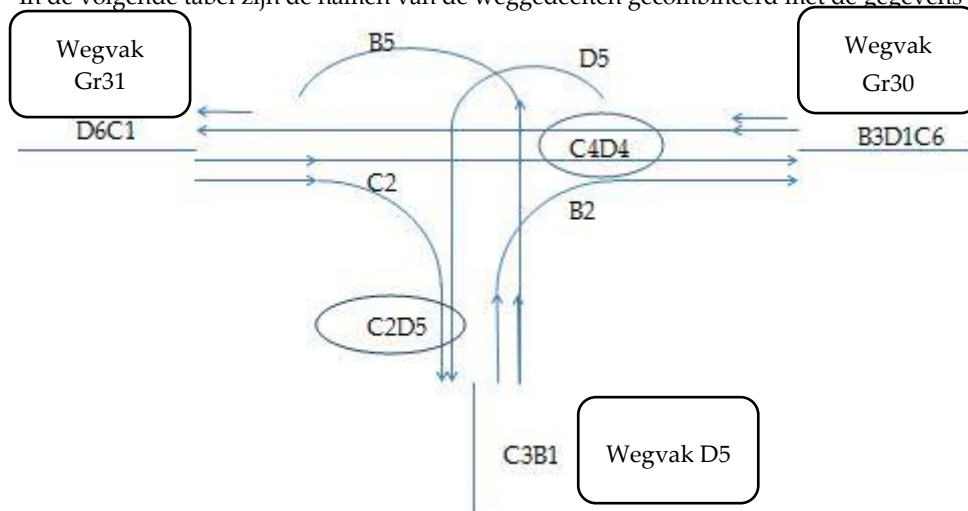 In de volgende tabel zijn de namen van de weggedeelten gecombineerd met de gegevens
Wegvak
Gr31
B5
D5
Wegvak
Gr30
D6C1
C4D4
B3D1C6
C2
B2
C2D5
C3B1
Wegvak D5